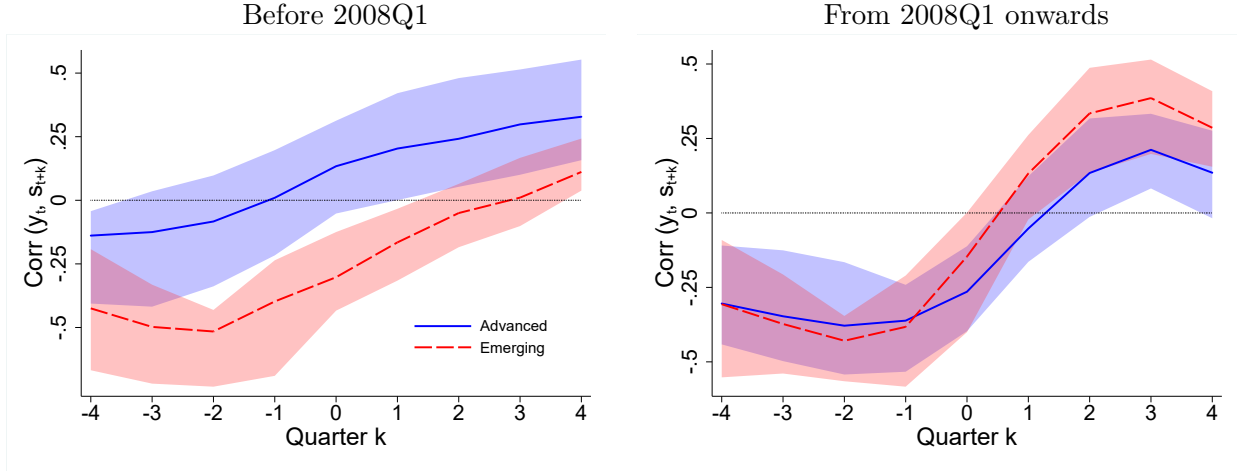 Before 2008Q1
.5
.25
0
-.25
-.5
Corr (yt, st+k)
Advanced
Emerging
-4 -3 -2 -1 0 1 2 3 4
Quarter k
From 2008Q1 onwards
.5
.25
0
-.25
-.5
Corr (yt, st+k)
-4 -3 -2 -1 0 1 2 3 4
Quarter k